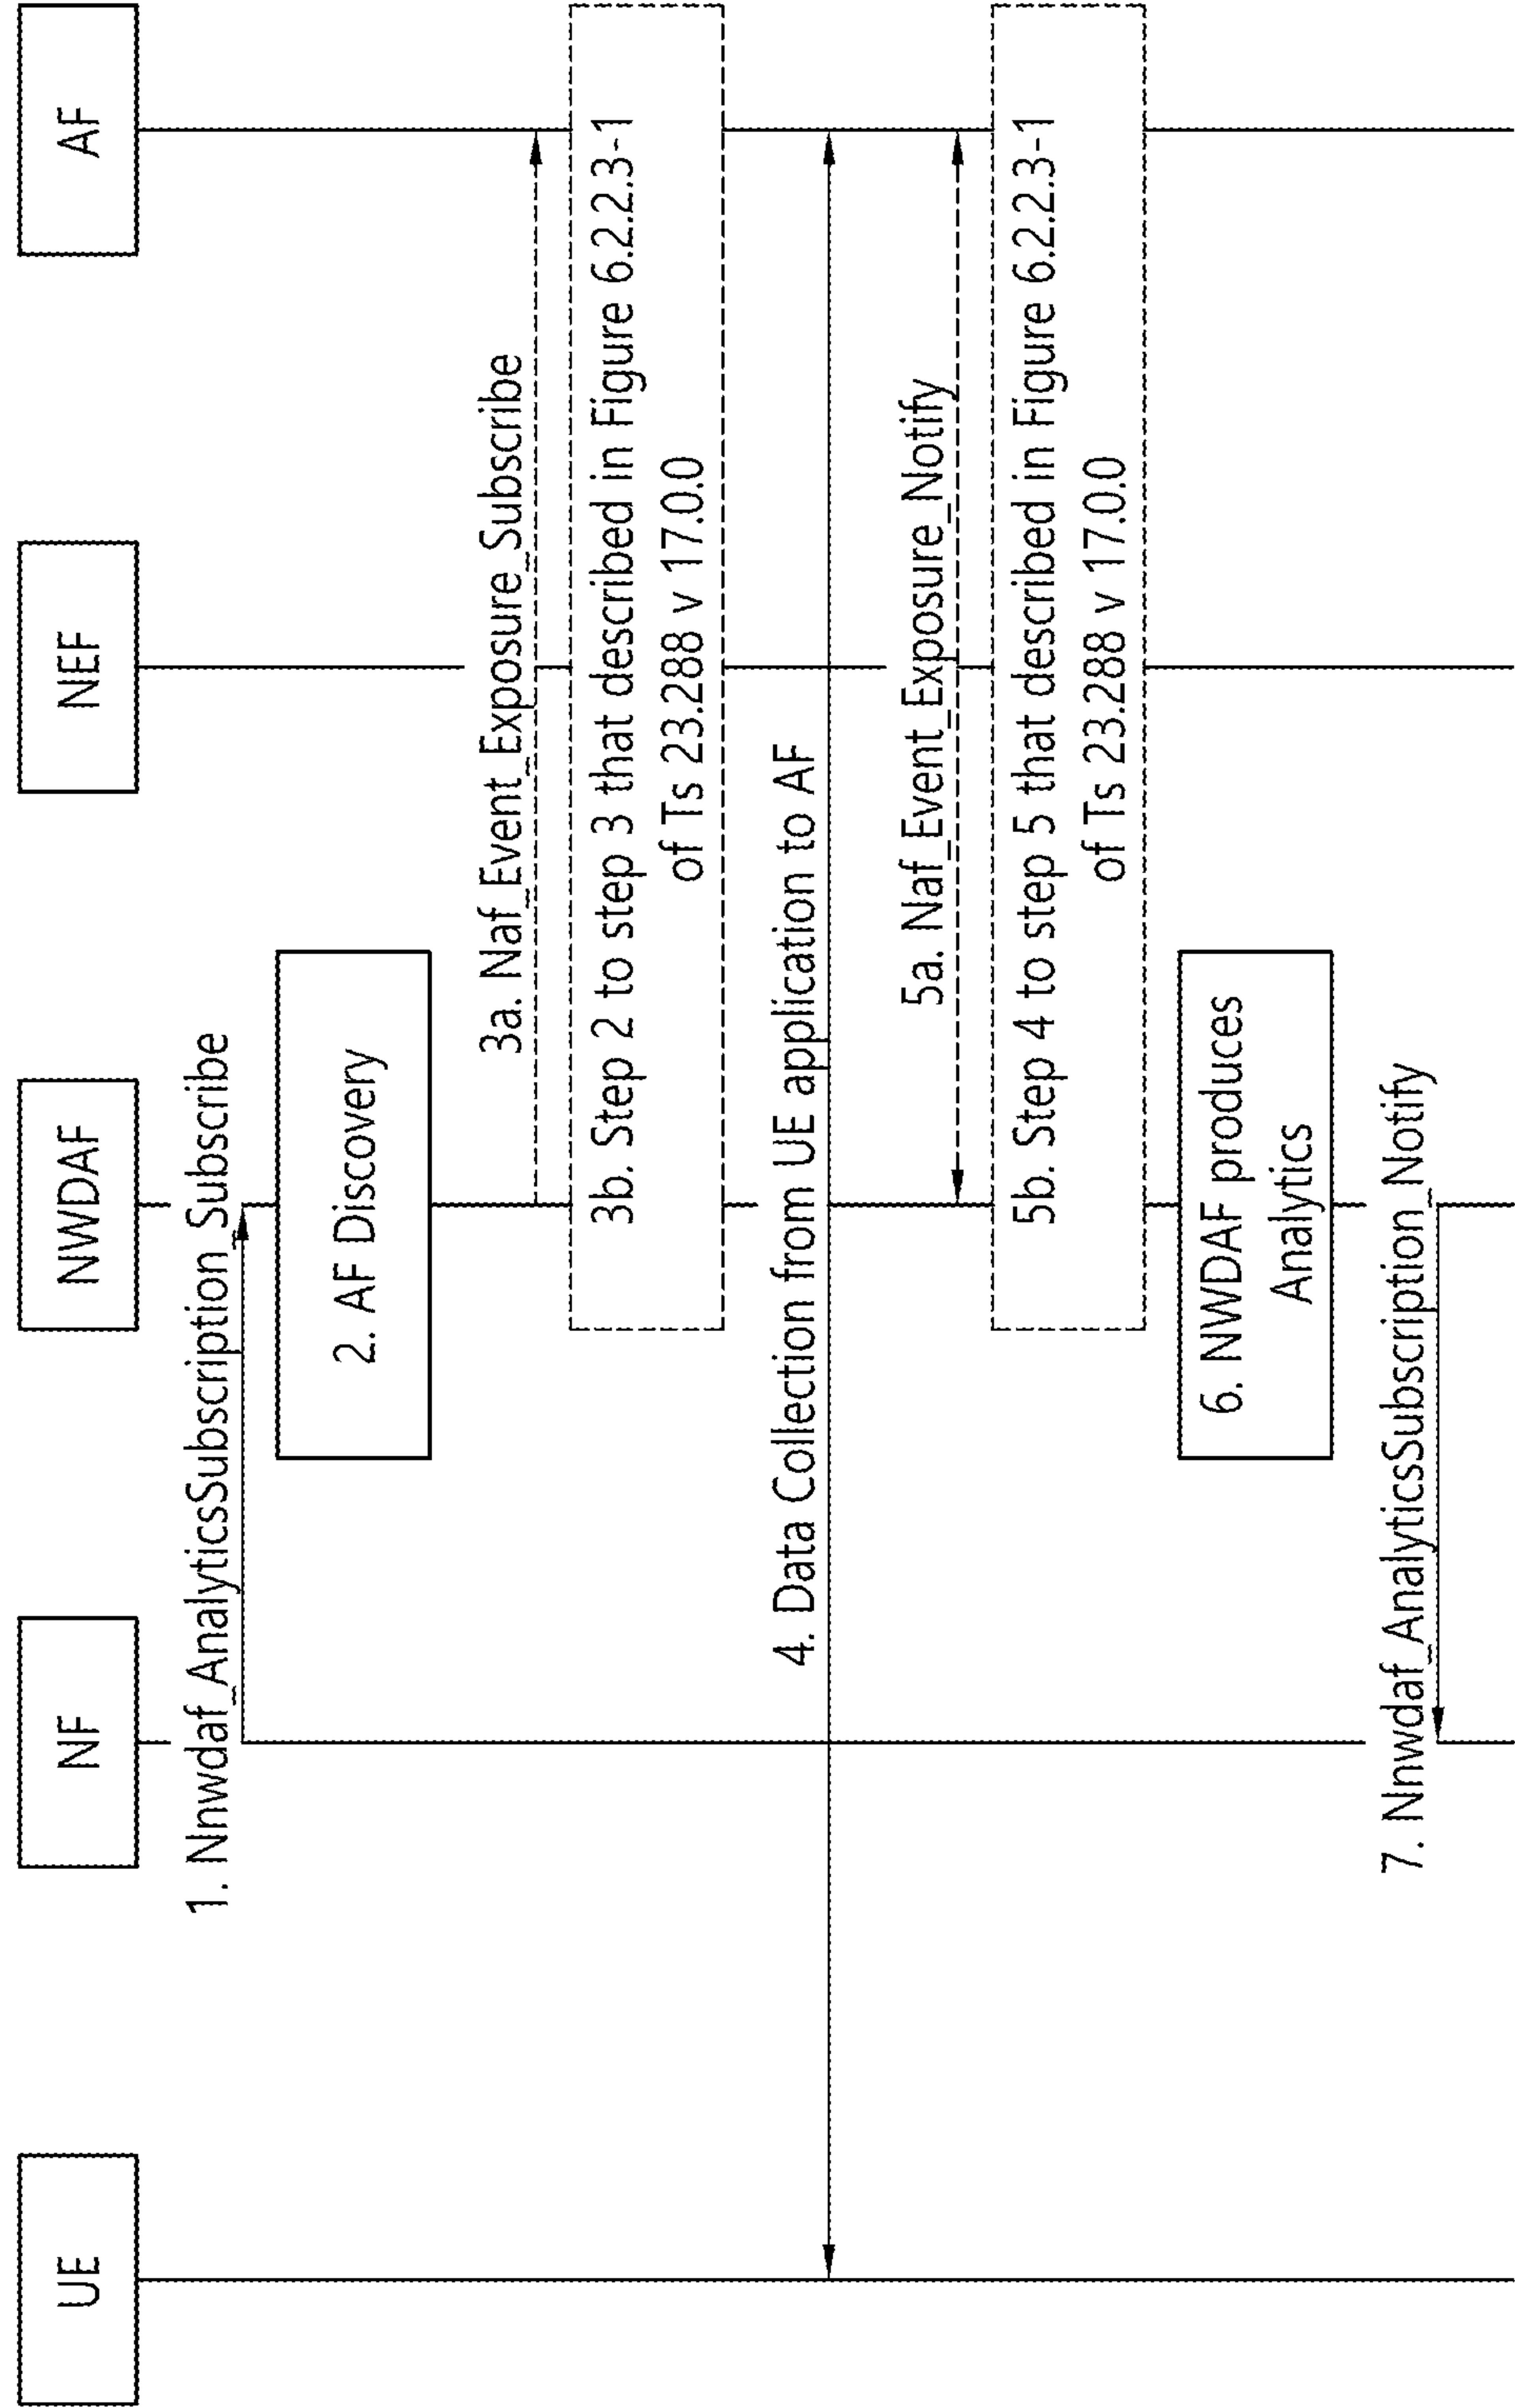 UE
NF
NWDAF
NEF
AF
1. Nnwdaf_AnalyticsSubscription_Subscribe
2. AF Discovery
3a. Naf_Event_Exposure_Subscribe
3b. Step 2 to step 3 that described in Figure 6.2.2.3-1
of Ts 23.288 v 17.0.0
4. Data Collection from UE application to AF
5a. Naf_Event_Exposure_Notify
5b. Step 4 to step 5 that described in Figure 6.2.2.3-1
of Ts 23.288 v 17.0.0
6. NWDAF produces
Analytics
7. Nnwdaf_AnalyticsSubscription_Notify